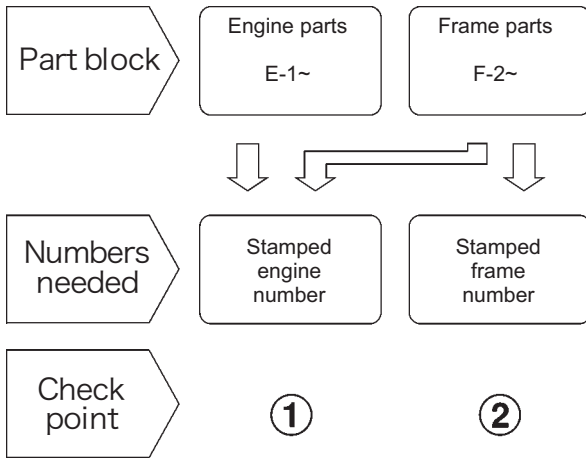 Part block
Engine parts
E-1~
Frame parts
F-2~
Numbers
needed
Stamped
engine
number
Stamped
frame
number
Check
point
①
②